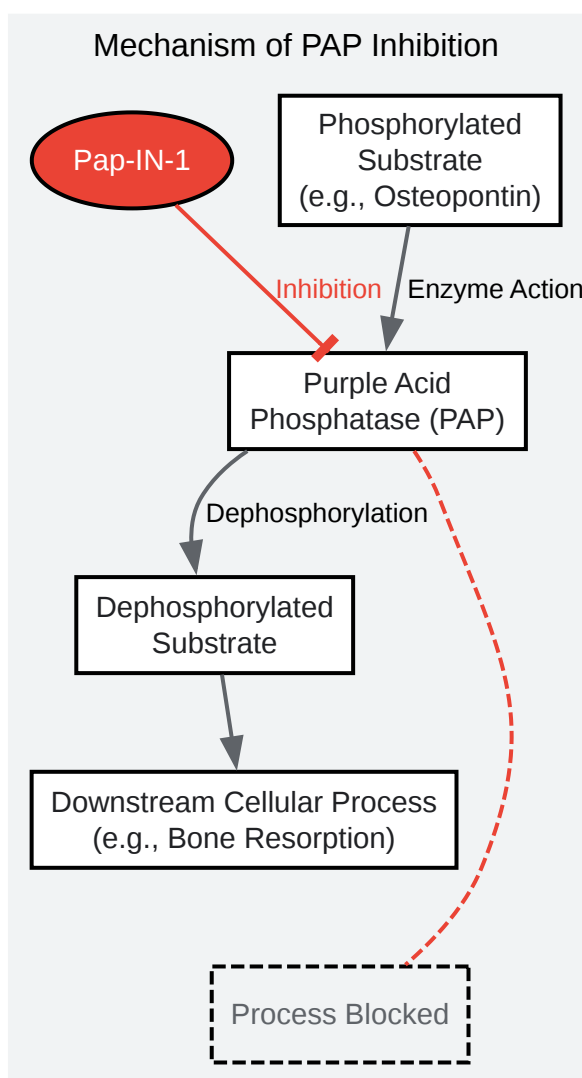 Mechanism of PAP Inhibition
Pap-IN-1
Phosphorylated
Substrate
(e.g., Osteopontin)
Inhibition
Enzyme Action
Purple Acid
Phosphatase (PAP)
Dephosphorylation
Dephosphorylated
Substrate
Downstream Cellular Process
(e.g., Bone Resorption)
Process Blocked